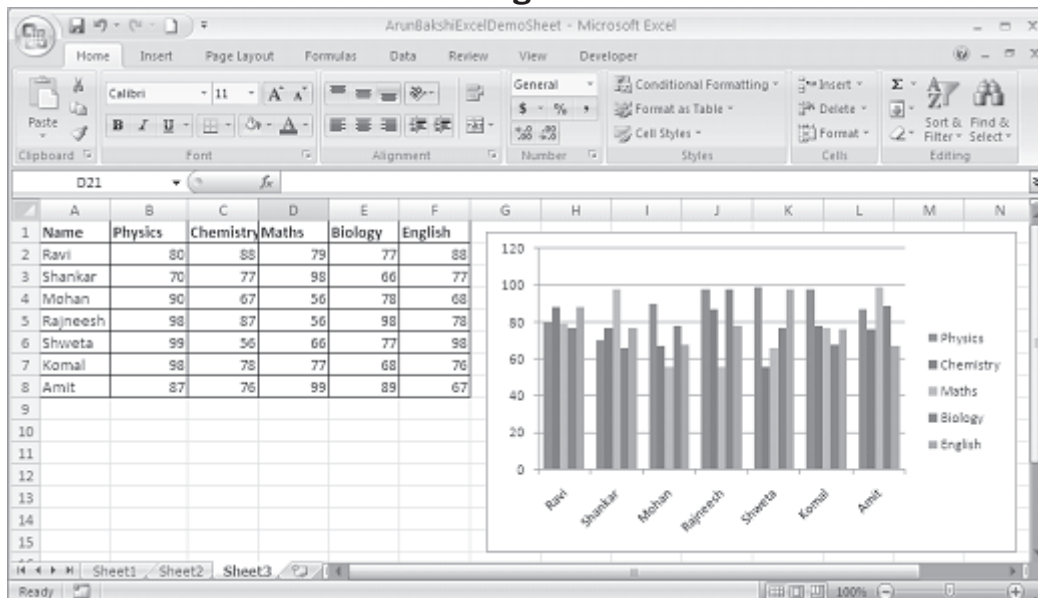 ArunBakshiExcelDemoSheet - Microsoft Excel
Home Insert Page Layout Formulas Data Review View Developer
Paste
Calibri 11 A A
B I U A
General
$ % ,
.0 .00 .00 .0
Conditional Formatting
Format as Table
Cell Styles
Insert
Delete
Format
Σ
Sort & Filter
Find & Select
Clipboard Font Alignment Number Styles Cells Editing
D21 fx
A B C D E F G H I J K L M N
1 Name Physics Chemistry Maths Biology English
2 Ravi 80 88 79 77 88
3 Shankar 70 77 98 66 77
4 Mohan 90 67 56 78 68
5 Rajneesh 98 87 56 98 78
6 Shweta 99 56 66 77 98
7 Komal 98 78 77 68 76
8 Amit 87 76 99 89 67
9
10
11
12
13
14
15
120
100
80
60
40
20
0
Ravi Shankar Mohan Rajneesh Shweta Komal Amit
Physics
Chemistry
Maths
Biology
English
Sheet1 Sheet2 Sheet3
Ready 100%